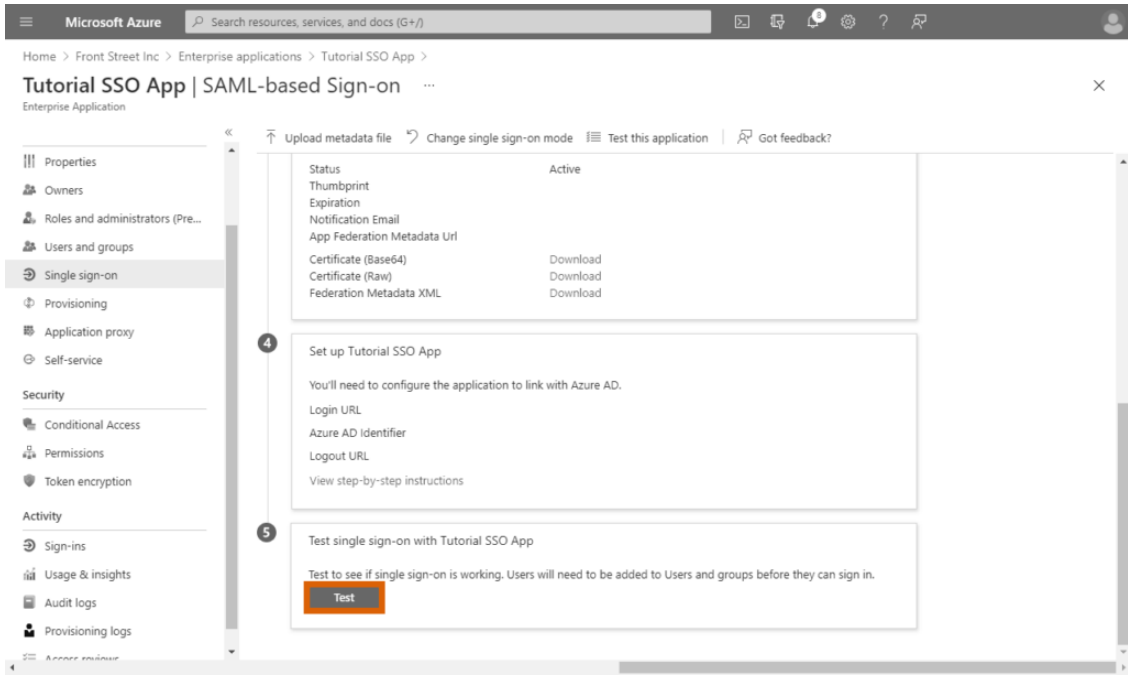 Microsoft Azure
Search resources, services, and docs (G+/)
8
Home > Front Street Inc > Enterprise applications > Tutorial SSO App >
Tutorial SSO App | SAML-based Sign-on ...
Enterprise Application
Upload metadata file Change single sign-on mode Test this application Got feedback?
Properties
Owners
Roles and administrators (Pre...
Users and groups
Single sign-on
Provisioning
Application proxy
Self-service
Security
Conditional Access
Permissions
Token encryption
Activity
Sign-ins
Usage & insights
Audit logs
Provisioning logs
Access reviews
Status Active
Thumbprint
Expiration
Notification Email
App Federation Metadata Url
Certificate (Base64) Download
Certificate (Raw) Download
Federation Metadata XML Download
4
Set up Tutorial SSO App
You'll need to configure the application to link with Azure AD.
Login URL
Azure AD Identifier
Logout URL
View step-by-step instructions
5
Test single sign-on with Tutorial SSO App
Test to see if single sign-on is working. Users will need to be added to Users and groups before they can sign in.
Test